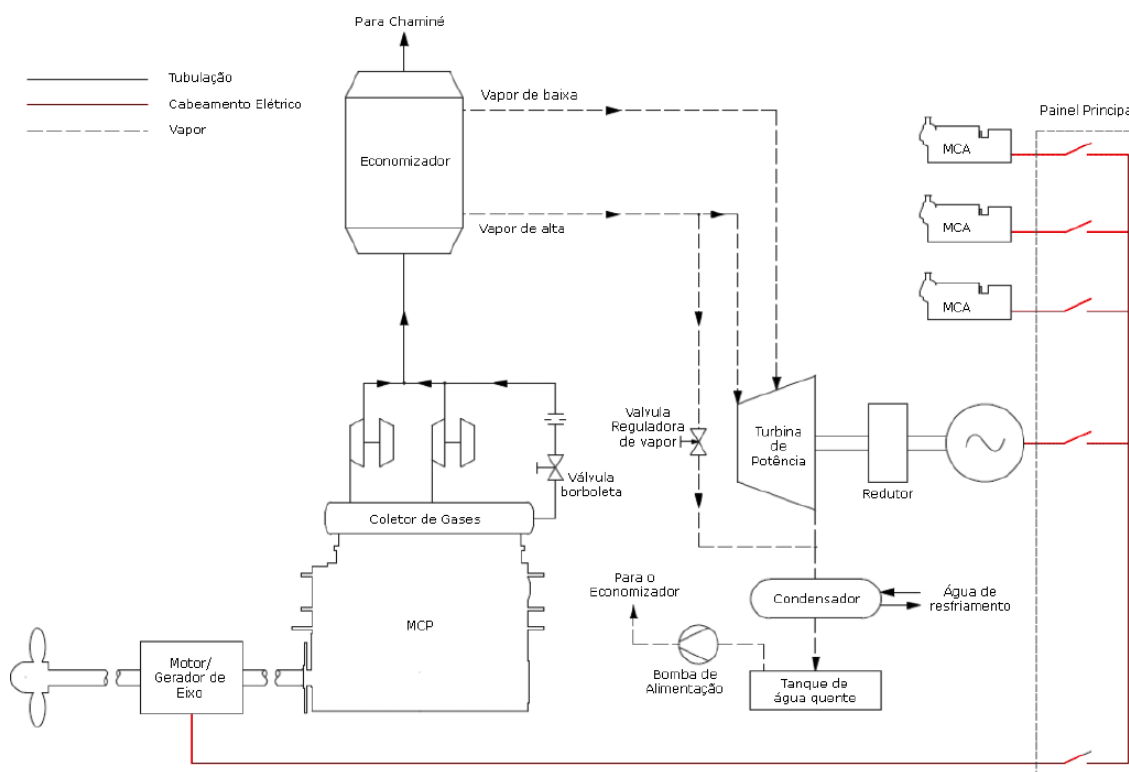 Para Chaminé
Tubulação
Cabeamento Elétrico
Vapor
Vapor de baixa
Economizador
Vapor de alta
Painel Principa
MCA
MCA
MCA
Valvula
Reguladora
de vapor
Turbina
de
Potência
Redutor
Válvula
borboleta
Coletor de Gases
Para o
Economizador
Condensador
Água de
resfriamento
MCP
Motor/
Gerador de
Eixo
Bomba de
Alimentação
Tanque de
água quente